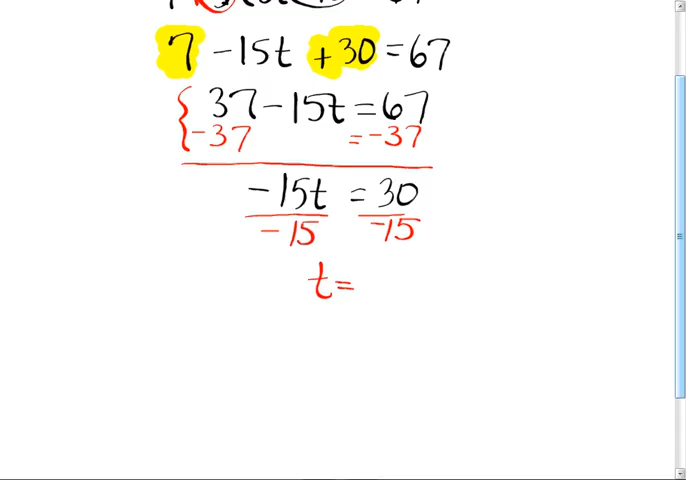 7 -15t +30 = 67
37-15t = 67
-37 = -37
-15t = 30
-15 -15
t=